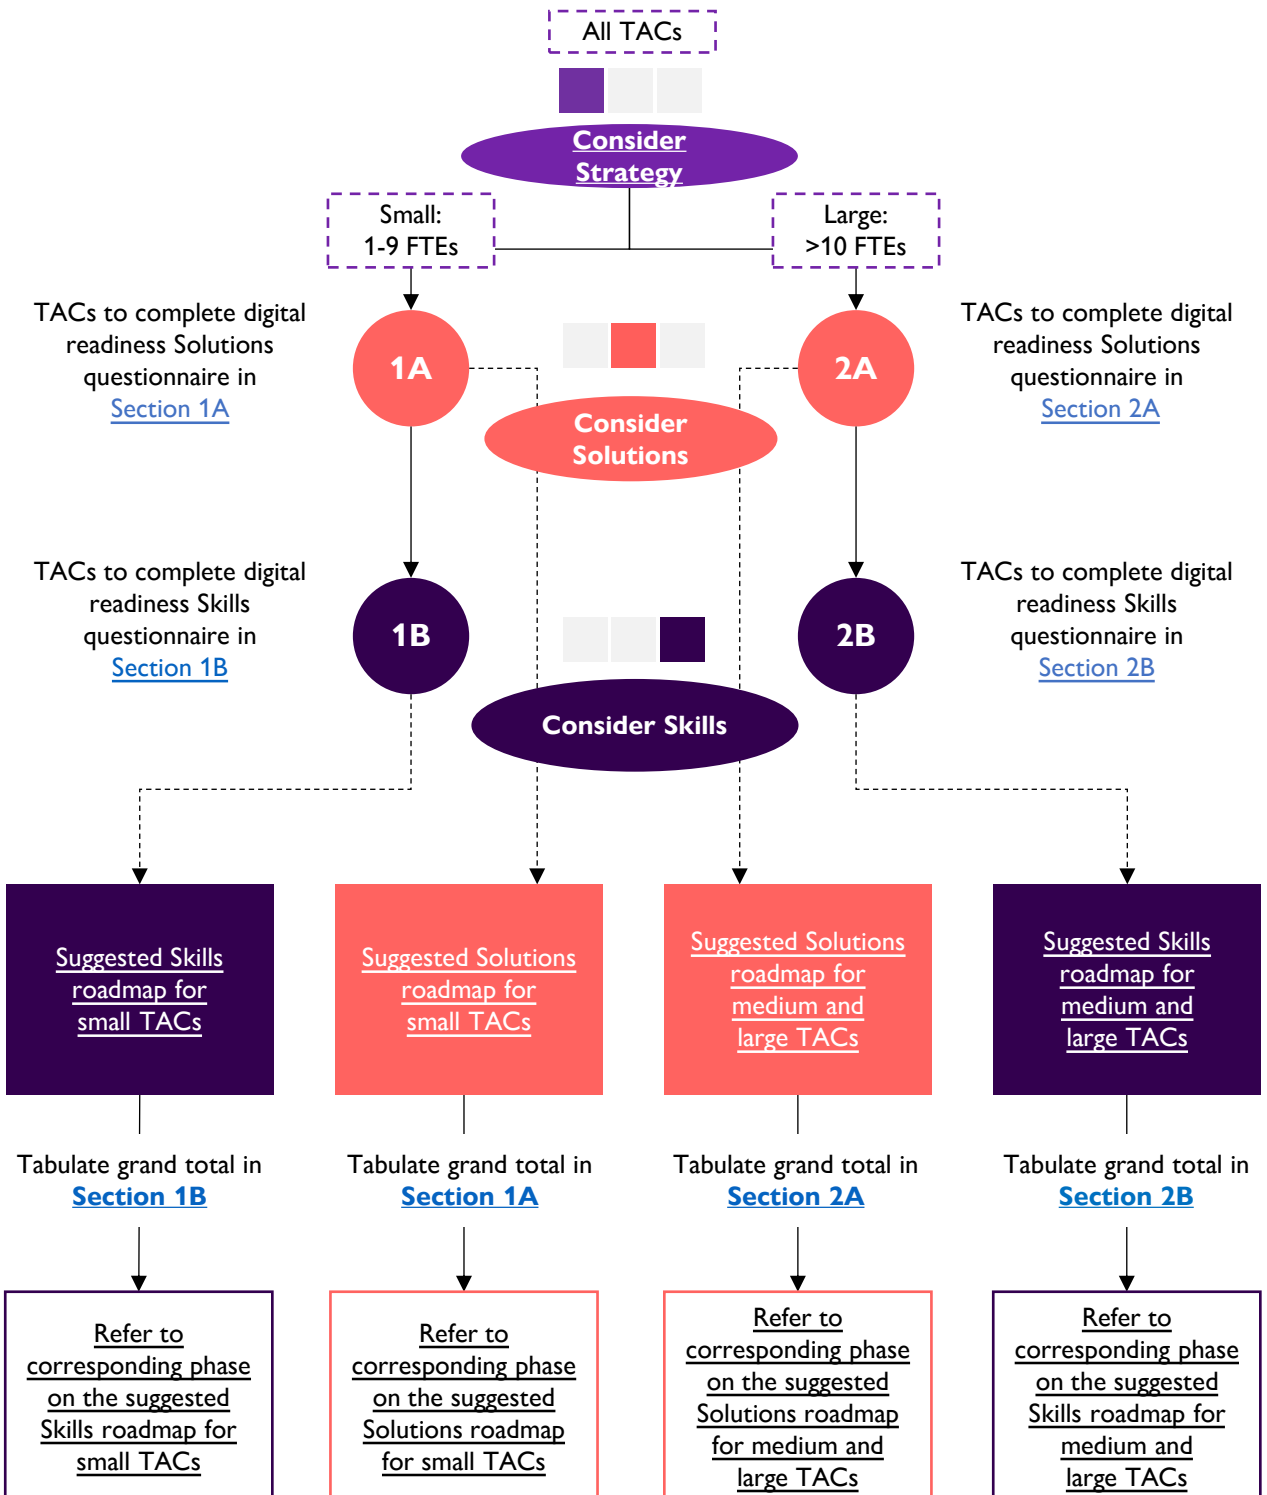 All TACs
Consider
Strategy
Small:
1-9 FTEs
Large:
>10 FTEs
TACs to complete digital
readiness Solutions
questionnaire in
Section 1A
1A
Consider
Solutions
2A
TACs to complete digital
readiness Solutions
questionnaire in
Section 2A
TACs to complete digital
readiness Skills
questionnaire in
Section 1B
1B
Consider Skills
2B
TACs to complete digital
readiness Skills
questionnaire in
Section 2B
Suggested Skills
roadmap for
small TACs
Suggested Solutions
roadmap for
small TACs
Suggested Solutions
roadmap for
medium and
large TACs
Suggested Skills
roadmap for
medium and
large TACs
Tabulate grand total in
Section 1B
Tabulate grand total in
Section 1A
Tabulate grand total in
Section 2A
Tabulate grand total in
Section 2B
Refer to
corresponding phase
on the suggested
Skills roadmap for
small TACs
Refer to
corresponding phase
on the suggested
Solutions roadmap
for small TACs
Refer to
corresponding phase
on the suggested
Solutions roadmap
for medium and
large TACs
Refer to
corresponding phase
on the suggested
Skills roadmap for
medium and
large TACs